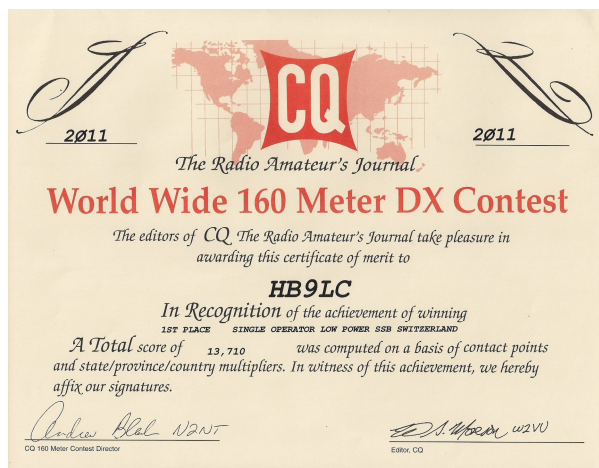 CQ
2Ø11
2Ø11
The Radio Amateur's Journal
World Wide 160 Meter DX Contest
The editors of CQ The Radio Amateur's Journal take pleasure in
awarding this certificate of merit to
HB9LC
In Recognition of the achievement of winning
1ST PLACE SINGLE OPERATOR LOW POWER SSB SWITZERLAND
A Total score of 13,710 was computed on a basis of contact points
and state/province/country multipliers. In witness of this achievement, we hereby
affix our signatures.
Andrew N2NT
W2VU
CQ 160 Meter Contest Director
Editor, CQ